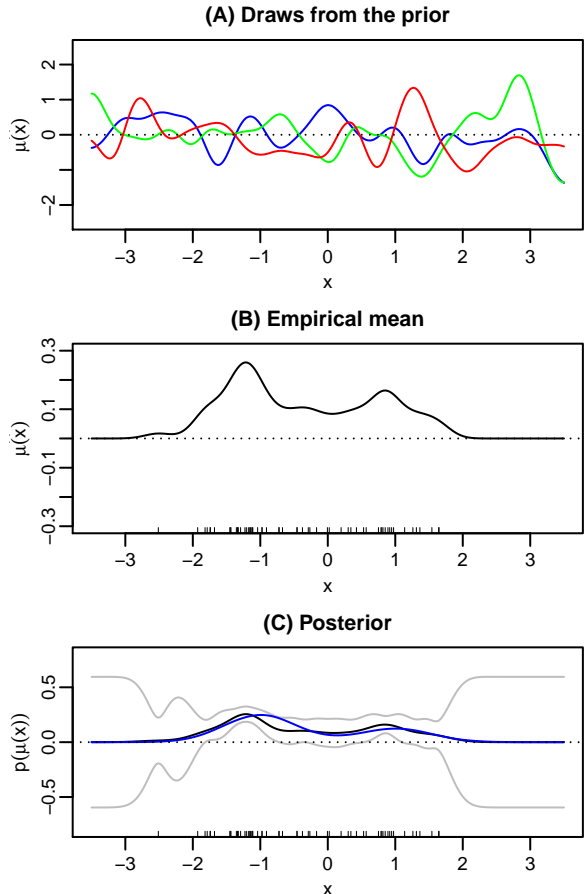 (A) Draws from the prior
2
1
0
−2
μ(x)
−3 −2 −1 0 1 2 3
x
(B) Empirical mean
0.3
0.1
−0.1
−0.3
μ(x)
−3 −2 −1 0 1 2 3
x
(C) Posterior
0.5
0.0
−0.5
p(μ(x))
−3 −2 −1 0 1 2 3
x